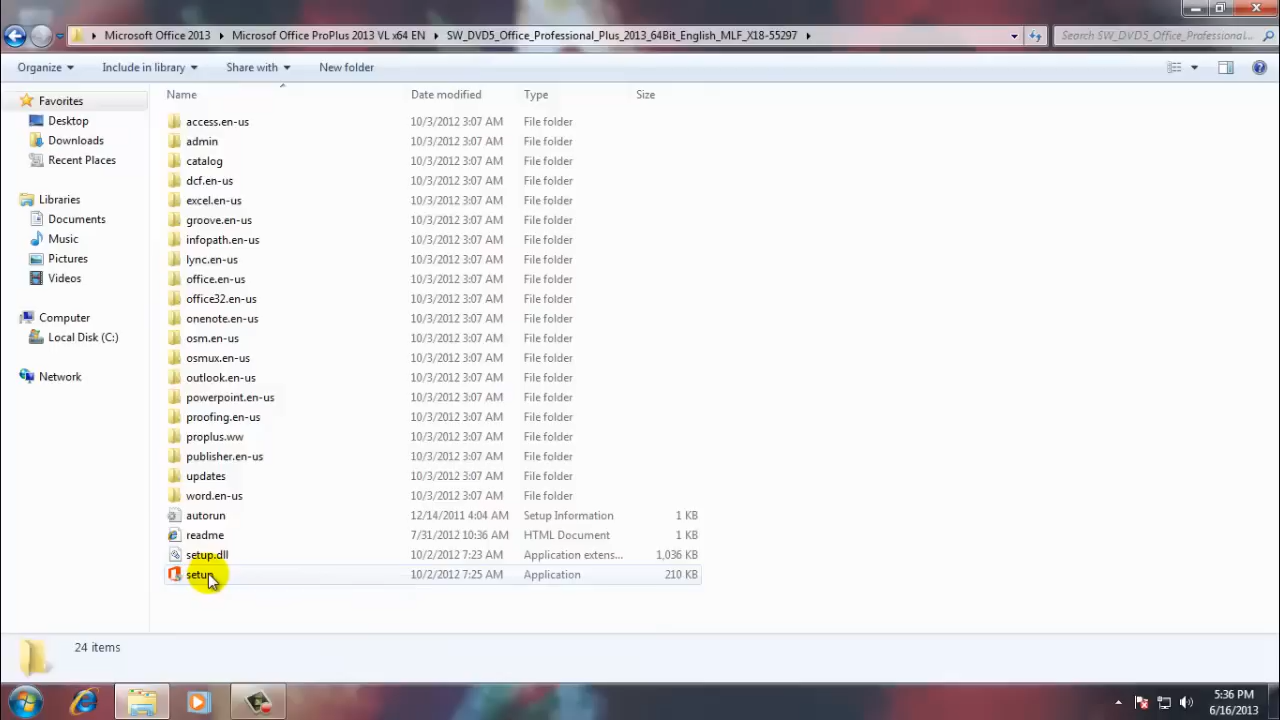 Microsoft Office 2013 Microsof Office ProPlus 2013 VL x64 EN SW_DVD5_Office_Professional_Plus_2013_64Bit_English_MLF_X18-55297 Search SW_DVD5_Office_Professional...
Organize Include in library Share with New folder
Name Date modified Type Size
Favorites
Desktop
Downloads
Recent Places
Libraries
Documents
Music
Pictures
Videos
Computer
Local Disk (C:)
Network
access.en-us 10/3/2012 3:07 AM File folder
admin 10/3/2012 3:07 AM File folder
catalog 10/3/2012 3:07 AM File folder
dcf.en-us 10/3/2012 3:07 AM File folder
excel.en-us 10/3/2012 3:07 AM File folder
groove.en-us 10/3/2012 3:07 AM File folder
infopath.en-us 10/3/2012 3:07 AM File folder
lync.en-us 10/3/2012 3:07 AM File folder
office.en-us 10/3/2012 3:07 AM File folder
office32.en-us 10/3/2012 3:07 AM File folder
onenote.en-us 10/3/2012 3:07 AM File folder
osm.en-us 10/3/2012 3:07 AM File folder
osmux.en-us 10/3/2012 3:07 AM File folder
outlook.en-us 10/3/2012 3:07 AM File folder
powerpoint.en-us 10/3/2012 3:07 AM File folder
proofing.en-us 10/3/2012 3:07 AM File folder
proplus.ww 10/3/2012 3:07 AM File folder
publisher.en-us 10/3/2012 3:07 AM File folder
updates 10/3/2012 3:07 AM File folder
word.en-us 10/3/2012 3:07 AM File folder
autorun 12/14/2011 4:04 AM Setup Information 1 KB
readme 7/31/2012 10:36 AM HTML Document 1 KB
setup.dll 10/2/2012 7:23 AM Application extens... 1,036 KB
setup 10/2/2012 7:25 AM Application 210 KB
24 items
5:36 PM
6/16/2013